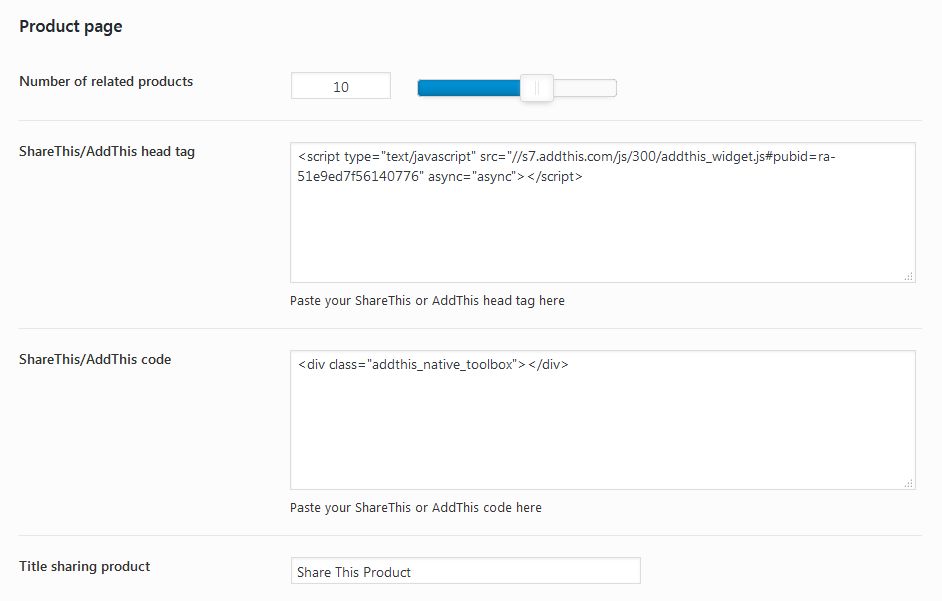 Product page
Number of related products
10
ShareThis/AddThis head tag
<script type="text/javascript" src="//s7.addthis.com/js/300/addthis_widget.js#pubid=ra-
51e9ed7f56140776" async="async"></script>
Paste your ShareThis or AddThis head tag here
ShareThis/AddThis code
<div class="addthis_native_toolbox"></div>
Paste your ShareThis or AddThis code here
Title sharing product
Share This Product